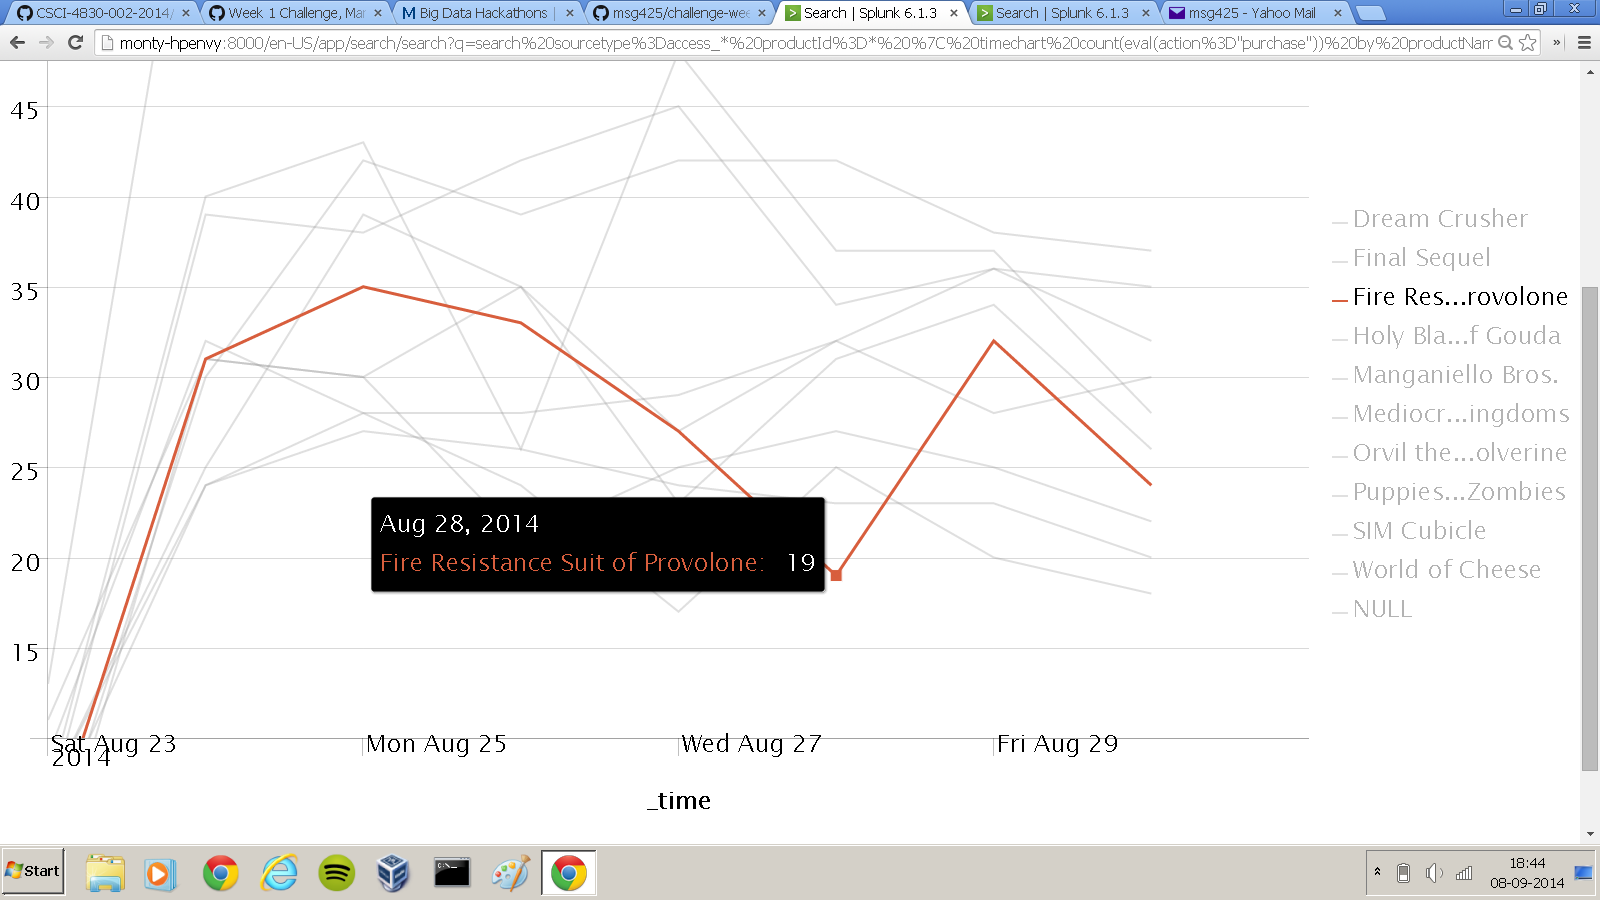 CSCI-4830-002-2014/
Week 1 Challenge, Mar
Big Data Hackathons |
msg425/challenge-wee
Search | Splunk 6.1.3
Search | Splunk 6.1.3
msg425 - Yahoo Mail
monty-hpenvy:8000/en-US/app/search/search?q=search%20sourcetype%3Daccess_*%20productId%3D*%20%7C%20timechart%20count(eval(action%3D"purchase"))%20by%20productNam
45
40
35
30
25
20
15
Aug 28, 2014
Fire Resistance Suit of Provolone: 19
Dream Crusher
Final Sequel
Fire Res...rovolone
Holy Bla...f Gouda
Manganiello Bros.
Mediocr...ingdoms
Orvil the...olverine
Puppies...Zombies
SIM Cubicle
World of Cheese
NULL
Sat Aug 23
2014
Mon Aug 25
Wed Aug 27
Fri Aug 29
_time
Start
18:44
08-09-2014